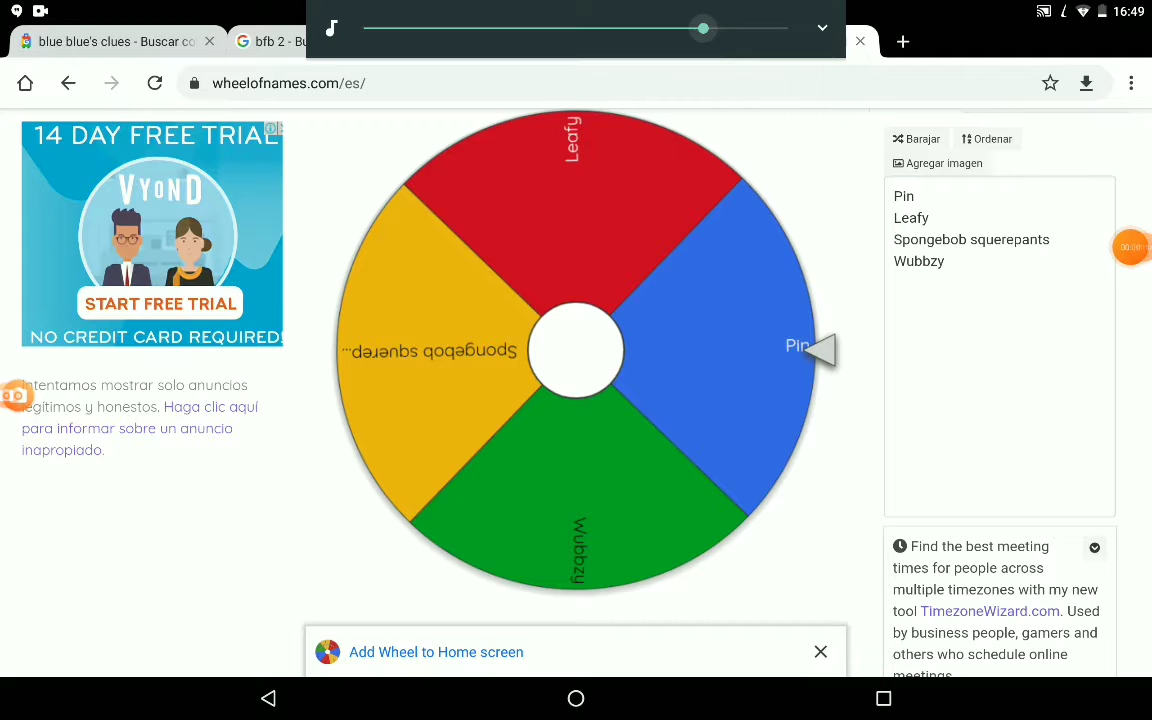 16:49
blue blue's clues - Buscar co
bfb 2 - Bu
wheelofnames.com/es/
14 DAY FREE TRIAL
VYOND
START FREE TRIAL
NO CREDIT CARD REQUIRED!
Intentamos mostrar solo anuncios
legítimos y honestos. Haga clic aquí
para informar sobre un anuncio
inapropiado.
Leafy
Pin
Spongebob squered...
Wubbzy
Add Wheel to Home screen
Barajar
Ordenar
Agregar imagen
Pin
Leafy
Spongebob squerepants
Wubbzy
Find the best meeting
times for people across
multiple timezones with my new
tool TimezoneWizard.com. Used
by business people, gamers and
others who schedule online
meetings